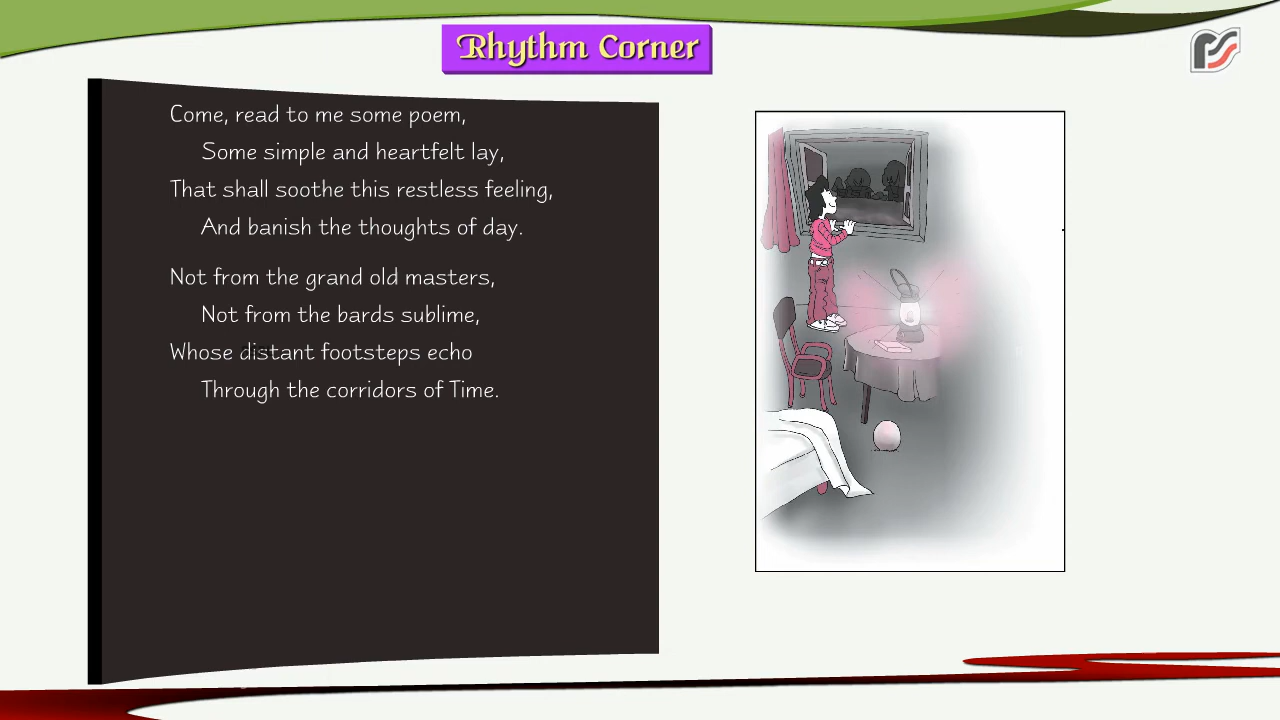 Rhythm Corner
Come, read to me some poem,
Some simple and heartfelt lay,
That shall soothe this restless feeling,
And banish the thoughts of day.
Not from the grand old masters,
Not from the bards sublime,
Whose distant footsteps echo
Through the corridors of Time.